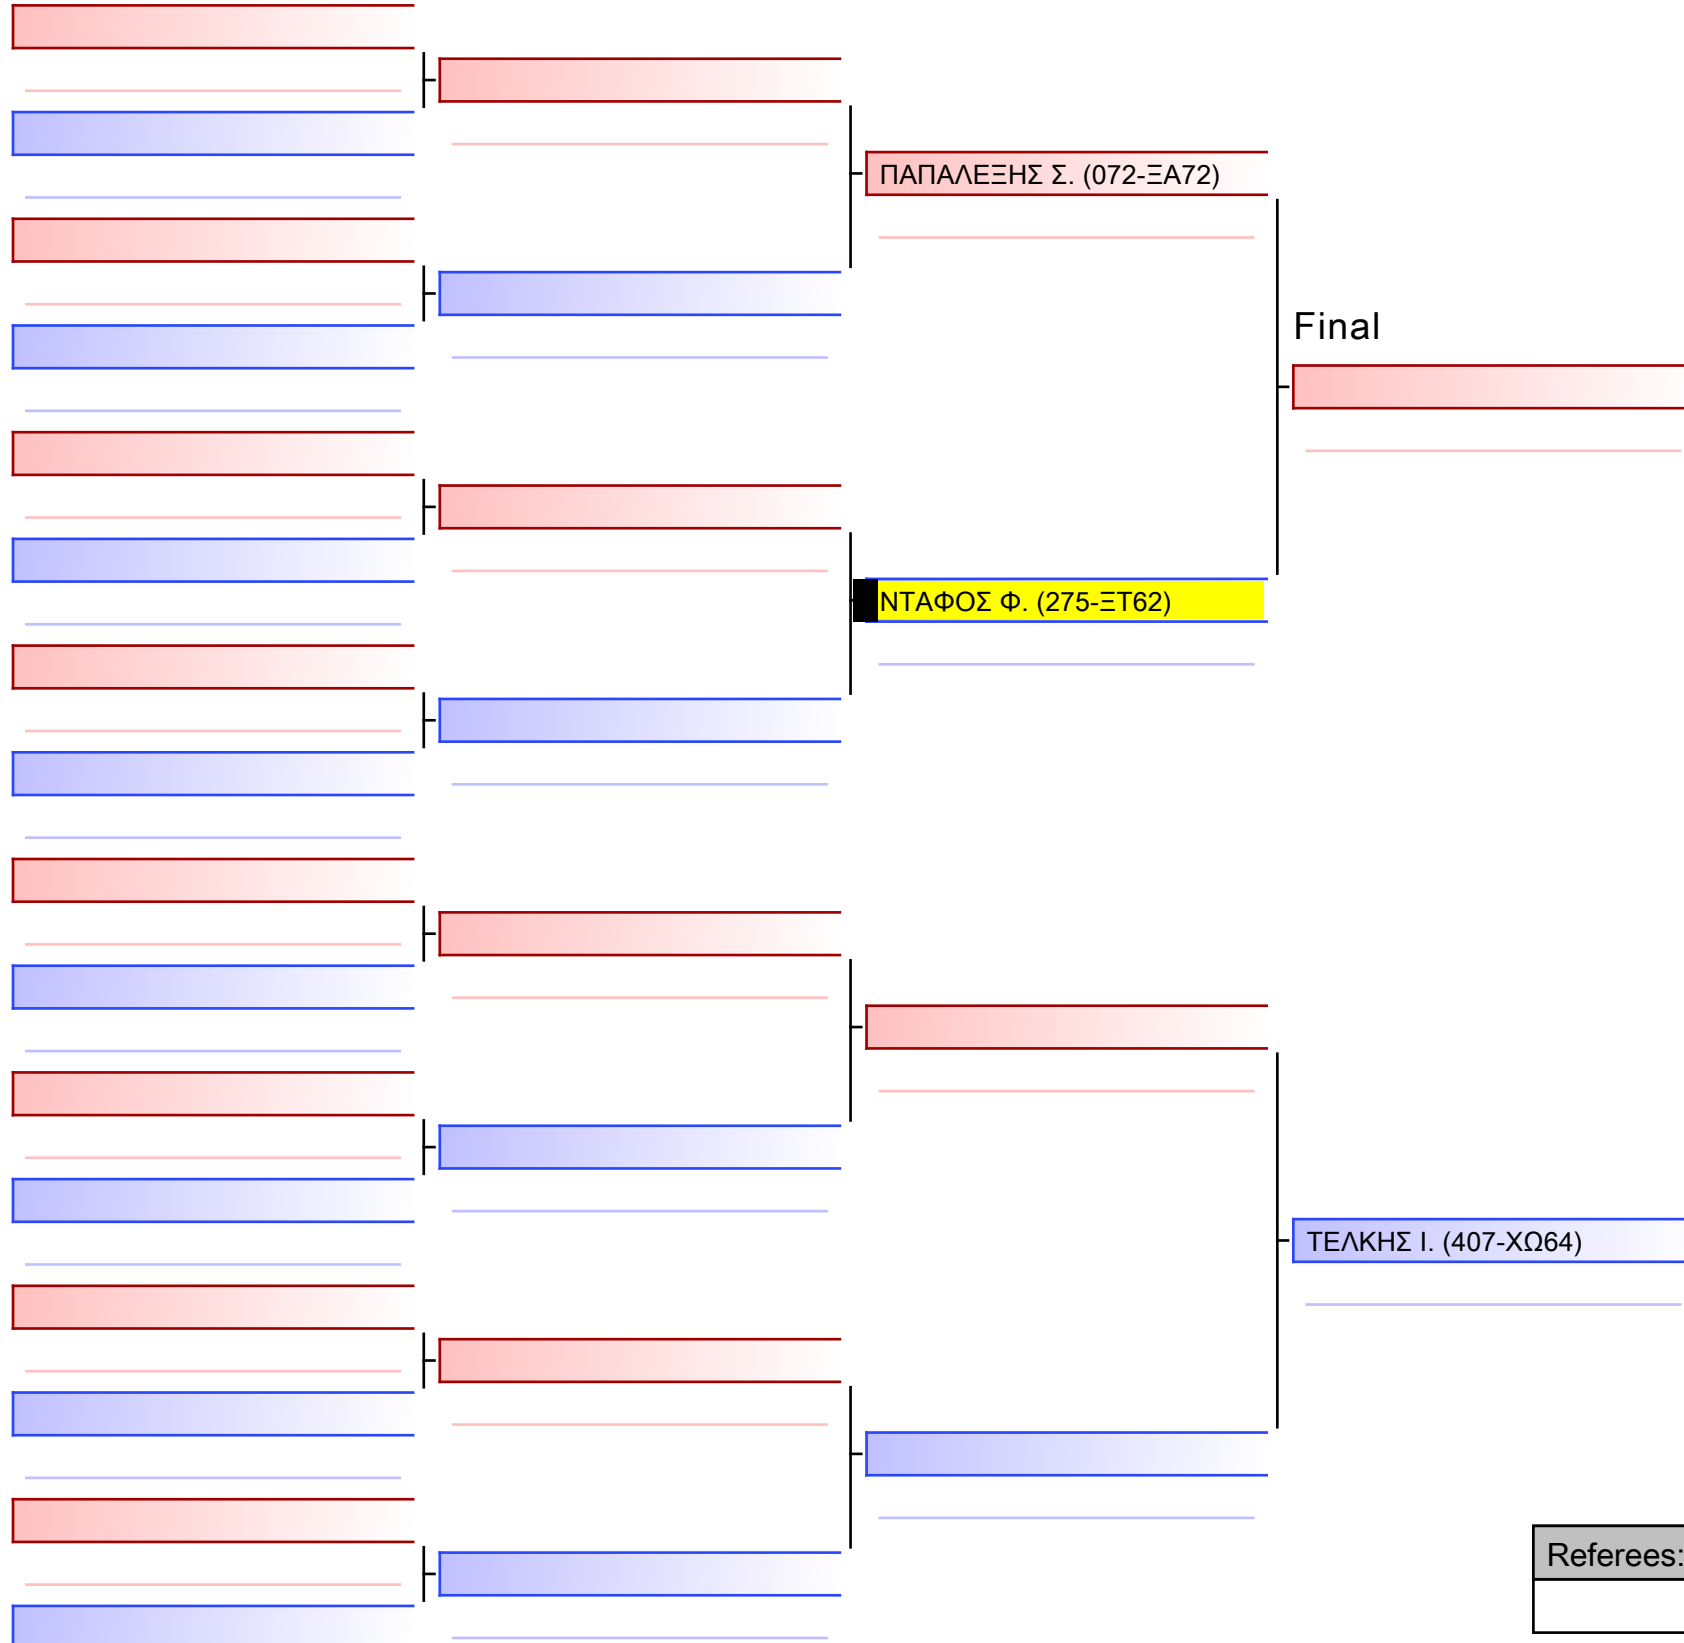 ΠΑΠΑΛΕΞΗΣ Σ. (072-ΞΑ72)
Final
ΝΤΑΦΟΣ Φ. (275-ΞΤ62)
ΤΕΛΚΗΣ Ι. (407-ΧΩ64)
Referees: